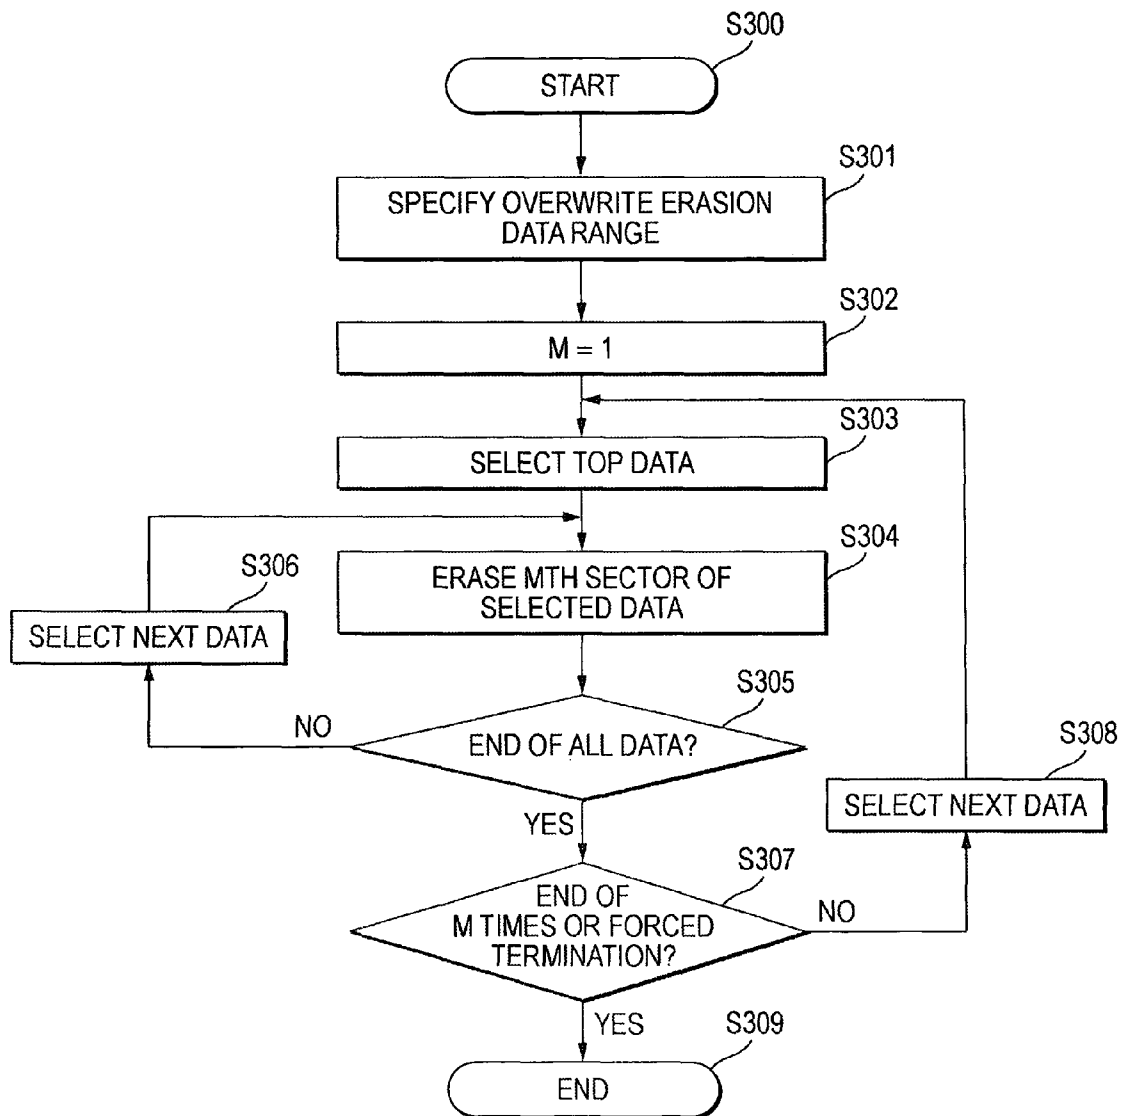 S300
START
S301
SPECIFY OVERWRITE ERASION
DATA RANGE
S302
M = 1
S303
SELECT TOP DATA
S304
ERASE MTH SECTOR OF
SELECTED DATA
S306
SELECT NEXT DATA
S305
NO
END OF ALL DATA?
S308
SELECT NEXT DATA
YES
S307
END OF
M TIMES OR FORCED
TERMINATION?
NO
YES
S309
END